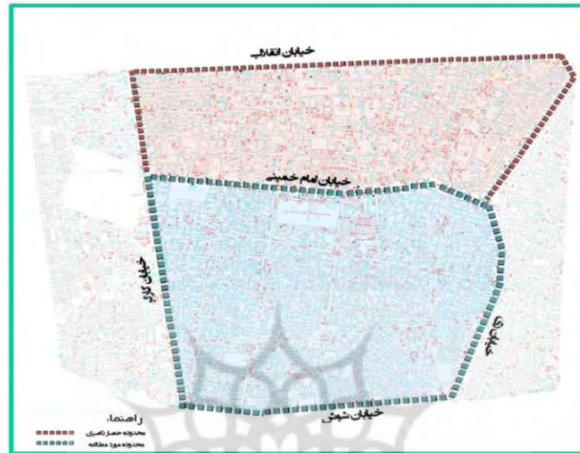 خیابان انقلاب
خیابان امام خمینی
خیابان کارگر
خیابان ری
خیابان شوش
راهنما:
محدوده حصار ناصری
محدوده مورد مطالعه